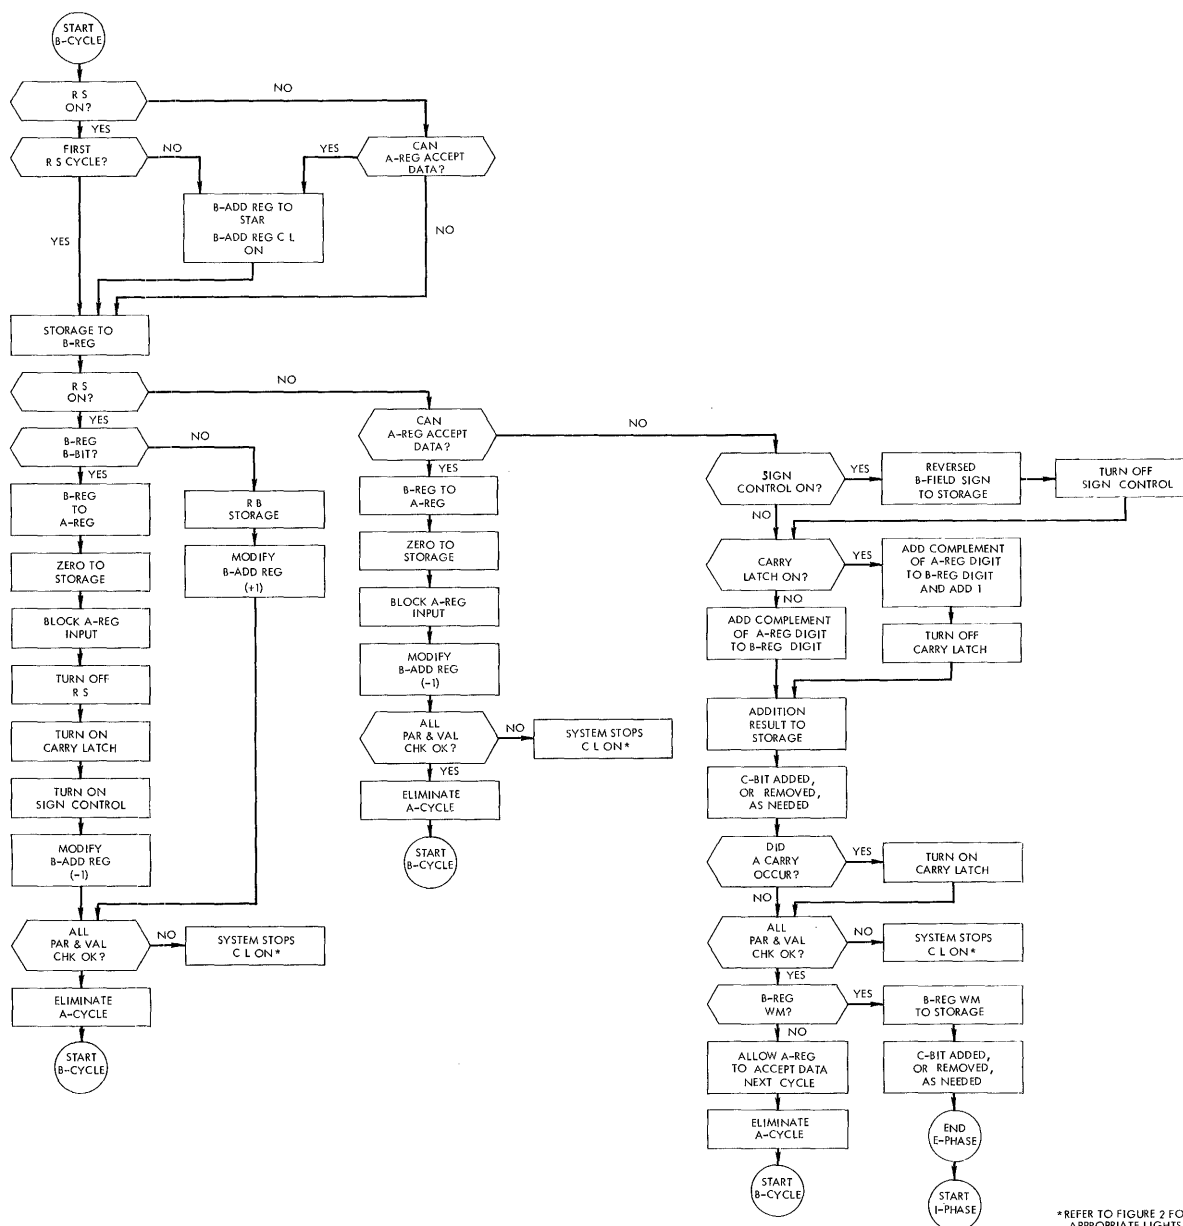 START
B-CYCLE
R S
ON?
NO
YES
FIRST
R S CYCLE?
NO
YES
CAN
A-REG ACCEPT
DATA?
B-ADD REG TO
STAR
B-ADD REG C L
ON
YES
NO
STORAGE TO
B-REG
R S
ON?
NO
YES
B-REG
B-BIT?
NO
YES
B-REG
TO
A-REG
R B
STORAGE
ZERO TO
STORAGE
MODIFY
B-ADD REG
(+1)
BLOCK A-REG
INPUT
TURN OFF
R S
TURN ON
CARRY LATCH
TURN ON
SIGN CONTROL
MODIFY
B-ADD REG
(-1)
ALL
PAR & VAL
CHK OK?
NO
SYSTEM STOPS
C L ON*
ELIMINATE
A-CYCLE
START
B-CYCLE
CAN
A-REG ACCEPT
DATA?
NO
YES
B-REG TO
A-REG
ZERO TO
STORAGE
BLOCK A-REG
INPUT
MODIFY
B-ADD REG
(-1)
ALL
PAR & VAL
CHK OK?
NO
SYSTEM STOPS
C L ON*
YES
ELIMINATE
A-CYCLE
START
B-CYCLE
SIGN
CONTROL ON?
YES
REVERSED
B-FIELD SIGN
TO STORAGE
TURN OFF
SIGN CONTROL
NO
CARRY
LATCH ON?
YES
ADD COMPLEMENT
OF A-REG DIGIT
TO B-REG DIGIT
AND ADD 1
NO
ADD COMPLEMENT
OF A-REG DIGIT
TO B-REG DIGIT
TURN OFF
CARRY LATCH
ADDITION
RESULT TO
STORAGE
C-BIT ADDED,
OR REMOVED,
AS NEEDED
DID
A CARRY
OCCUR?
YES
TURN ON
CARRY LATCH
NO
ALL
PAR & VAL
CHK OK?
NO
SYSTEM STOPS
C L ON*
YES
B-REG
WM?
YES
B-REG WM
TO STORAGE
NO
ALLOW A-REG
TO ACCEPT DATA
NEXT CYCLE
C-BIT ADDED,
OR REMOVED,
AS NEEDED
ELIMINATE
A-CYCLE
END
E-PHASE
START
B-CYCLE
START
I-PHASE
*REFER TO FIGURE 2 FO
APPROPRIATE LIGHTS